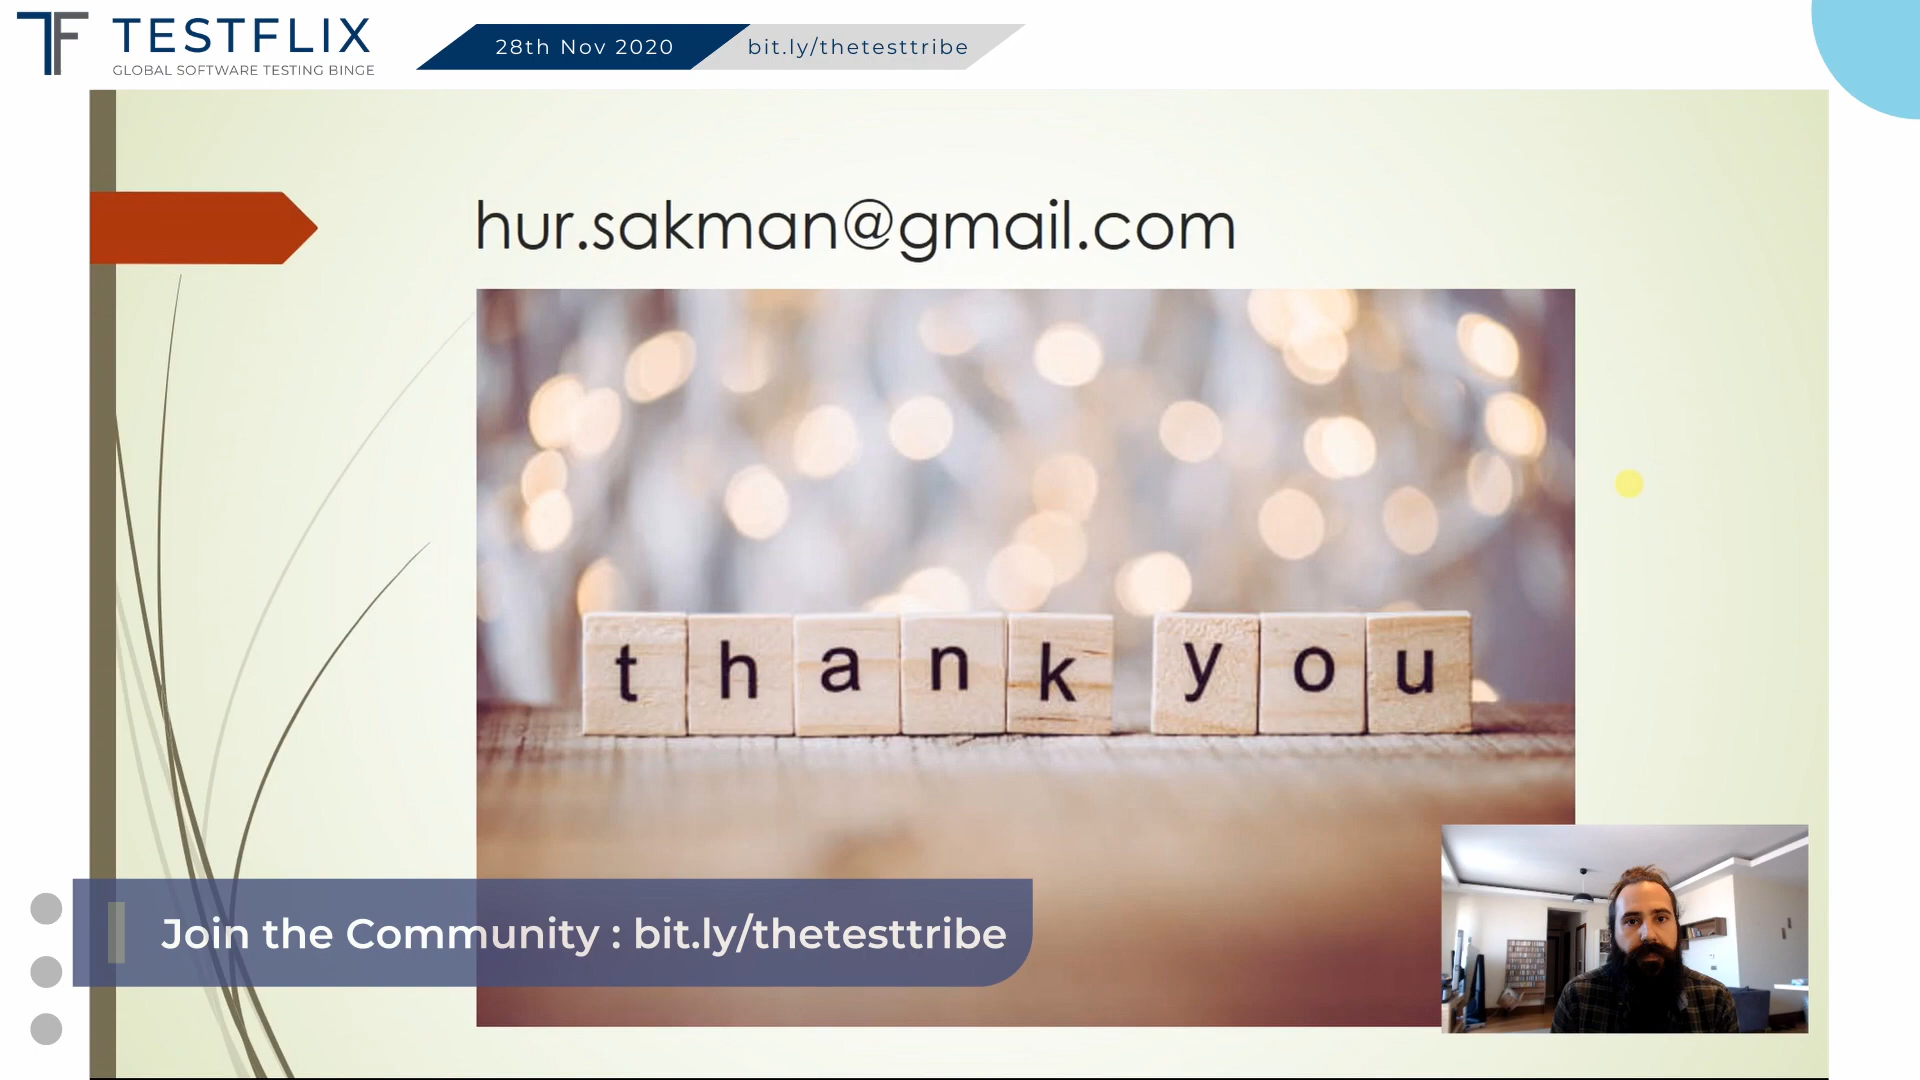 TF TESTFLIX
GLOBAL SOFTWARE TESTING BINGE
28th Nov 2020
bit.ly/thetesttribe
hur.sakman@gmail.com
thank you
Join the Community : bit.ly/thetesttribe